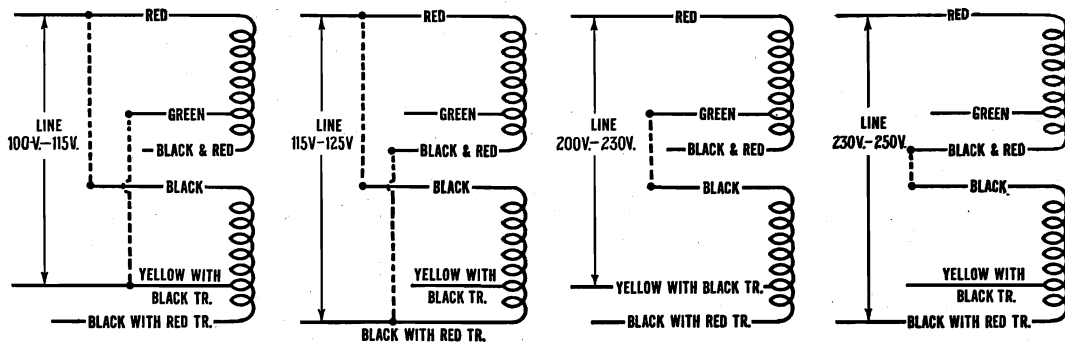 RED
GREEN
LINE
100·V.–115V.
BLACK & RED
BLACK
YELLOW WITH
BLACK TR.
BLACK WITH RED TR.
RED
GREEN
LINE
115V–125V
BLACK & RED
BLACK
YELLOW WITH
BLACK TR.
BLACK WITH RED TR.
RED
GREEN
LINE
200V.–230V.
BLACK & RED
BLACK
YELLOW WITH BLACK TR.
BLACK WITH RED TR.
RED
GREEN
LINE
230V.–250V.
BLACK & RED
BLACK
YELLOW WITH
BLACK TR.
BLACK WITH RED TR.